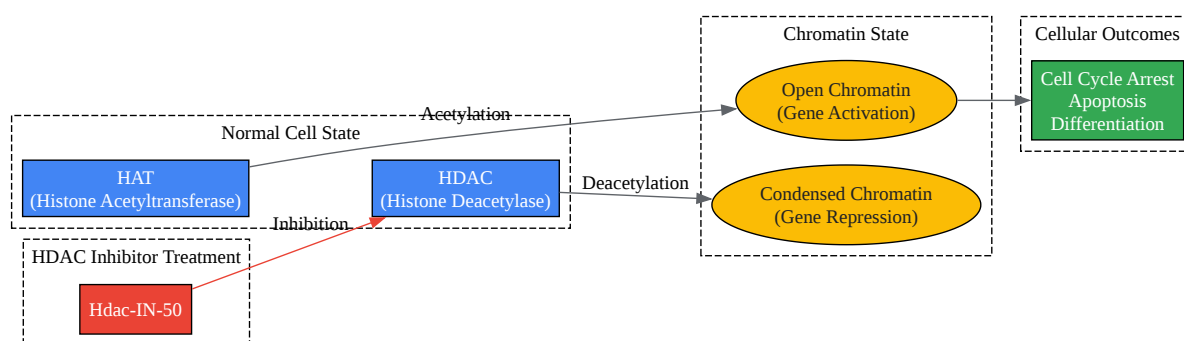 Chromatin State
Cellular Outcomes
Open Chromatin
(Gene Activation)
Cell Cycle Arrest
Apoptosis
Differentiation
Acetylation
Normal Cell State
HAT
(Histone Acetyltransferase)
HDAC
(Histone Deacetylase)
Deacetylation
Condensed Chromatin
(Gene Repression)
Inhibition
HDAC Inhibitor Treatment
Hdac-IN-50